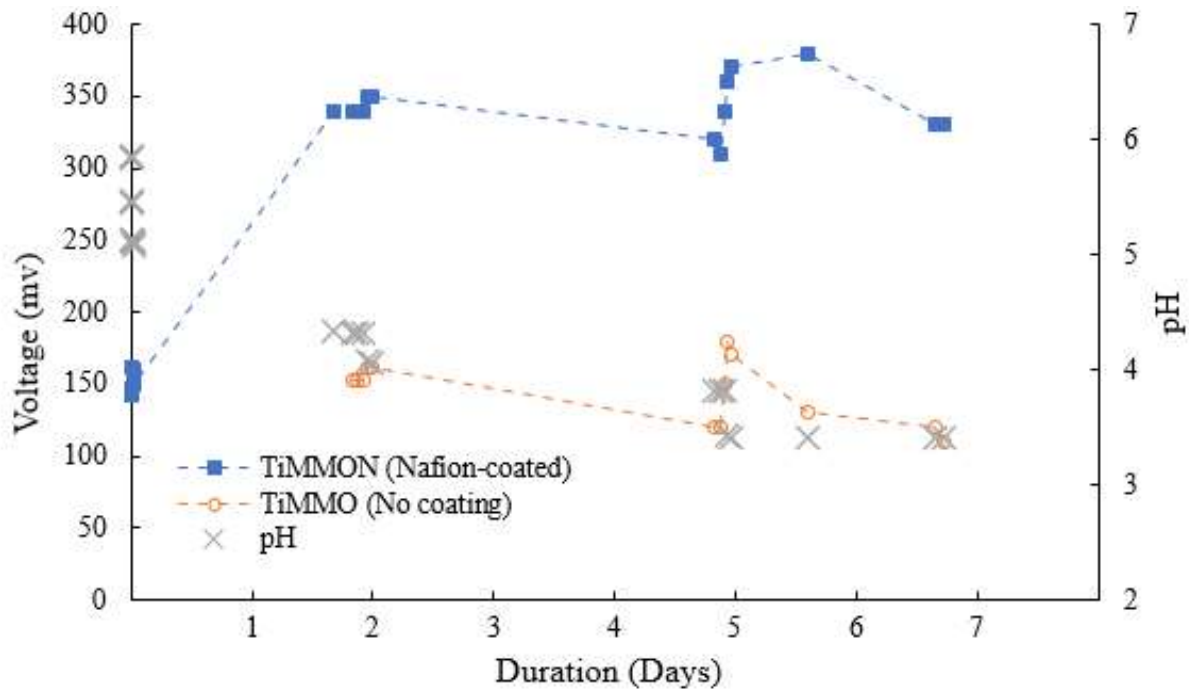 400
350
300
250
200
150
100
50
0
Voltage (mv)
7
6
5
4
3
2
pH
TiMMON (Nafion-coated)
TiMMO (No coating)
pH
1 2 3 4 5 6 7
Duration (Days)